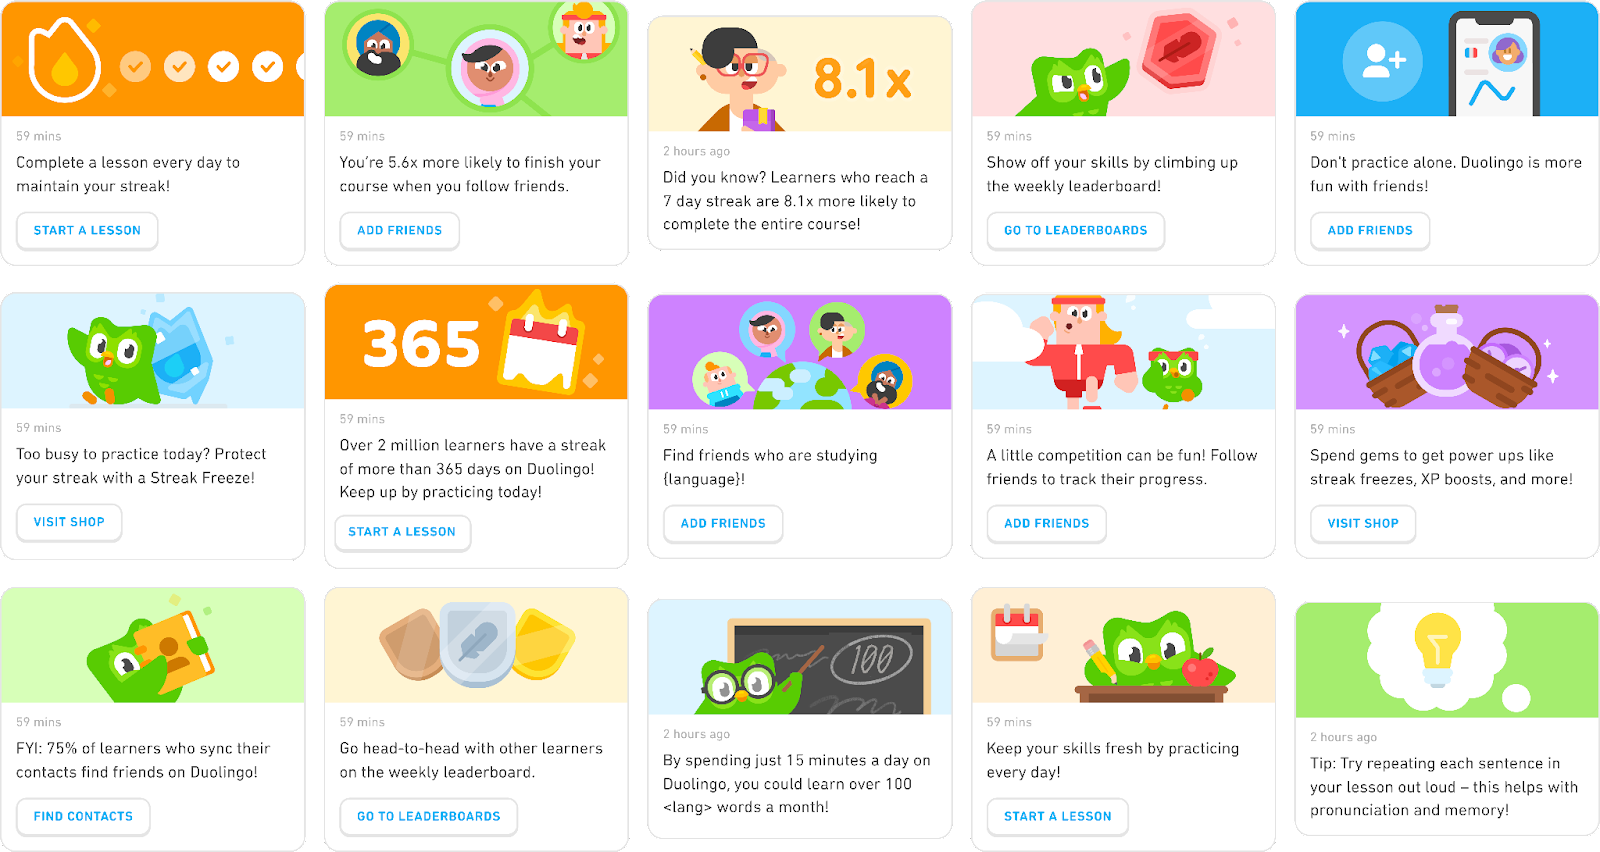 59 mins
Complete a lesson every day to
maintain your streak!
START A LESSON
59 mins
You're 5.6x more likely to finish your
course when you follow friends.
ADD FRIENDS
8.1x
2 hours ago
Did you know? Learners who reach a
7 day streak are 8.1x more likely to
complete the entire course!
59 mins
Show off your skills by climbing up
the weekly leaderboard!
GO TO LEADERBOARDS
59 mins
Don't practice alone. Duolingo is more
fun with friends!
ADD FRIENDS
59 mins
Too busy to practice today? Protect
your streak with a Streak Freeze!
VISIT SHOP
365
59 mins
Over 2 million learners have a streak
of more than 365 days on Duolingo!
Keep up by practicing today!
START A LESSON
59 mins
Find friends who are studying
{language}!
ADD FRIENDS
59 mins
A little competition can be fun! Follow
friends to track their progress.
ADD FRIENDS
59 mins
Spend gems to get power ups like
streak freezes, XP boosts, and more!
VISIT SHOP
59 mins
FYI: 75% of learners who sync their
contacts find friends on Duolingo!
FIND CONTACTS
59 mins
Go head-to-head with other learners
on the weekly leaderboard.
GO TO LEADERBOARDS
100
2 hours ago
By spending just 15 minutes a day on
Duolingo, you could learn over 100
<lang> words a month!
59 mins
Keep your skills fresh by practicing
every day!
START A LESSON
2 hours ago
Tip: Try repeating each sentence in
your lesson out loud – this helps with
pronunciation and memory!